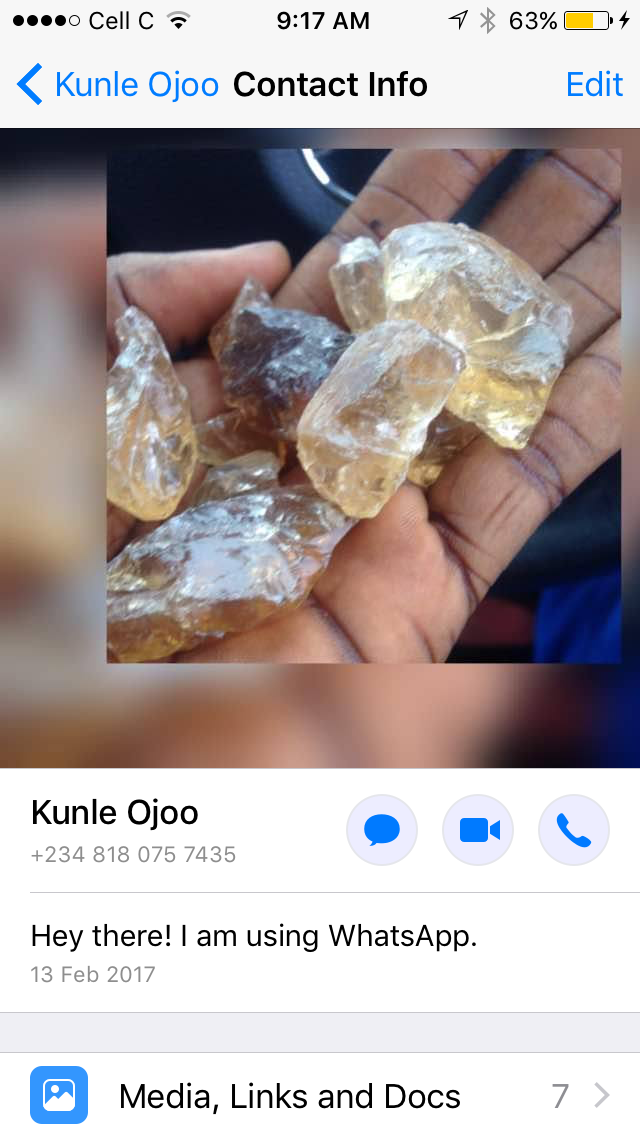 Cell C 9:17 AM 63%
Kunle Ojoo Contact Info Edit
Kunle Ojoo
+234 818 075 7435
Hey there! I am using WhatsApp.
13 Feb 2017
Media, Links and Docs 7